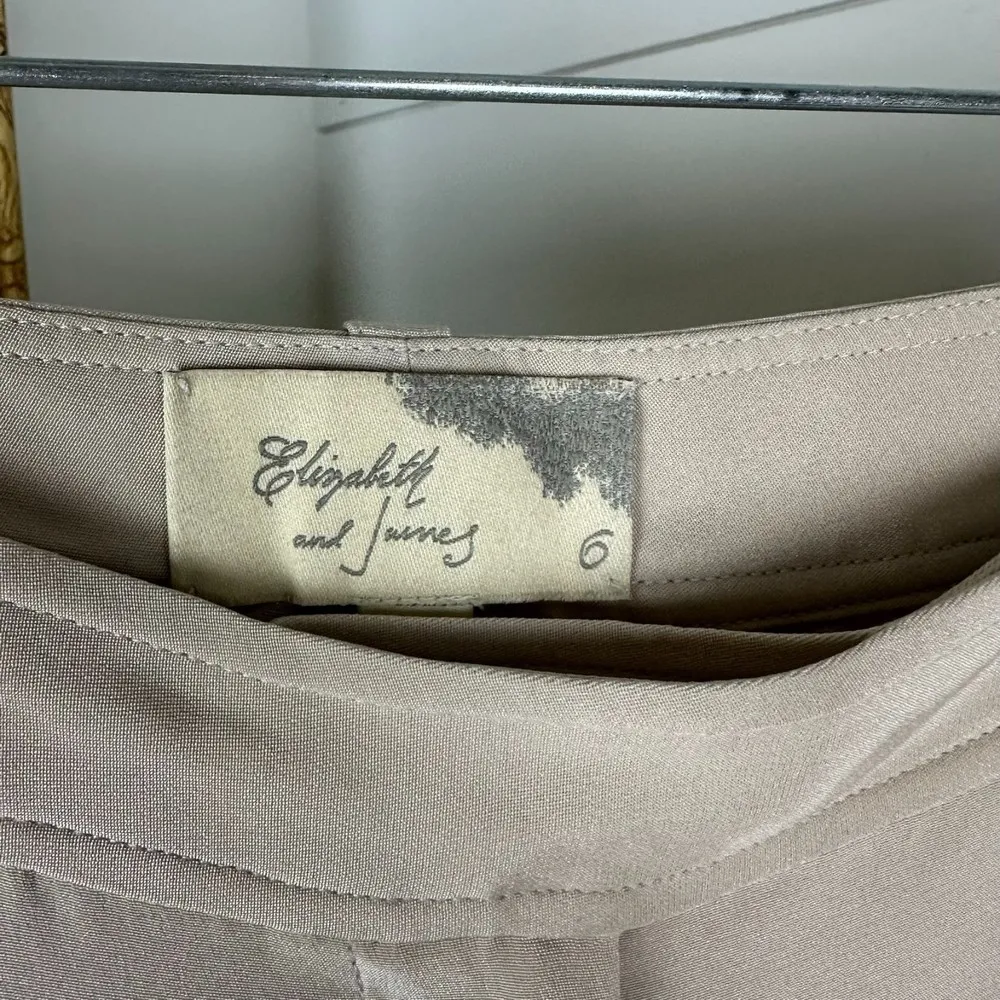 Elizabeth
and James
6